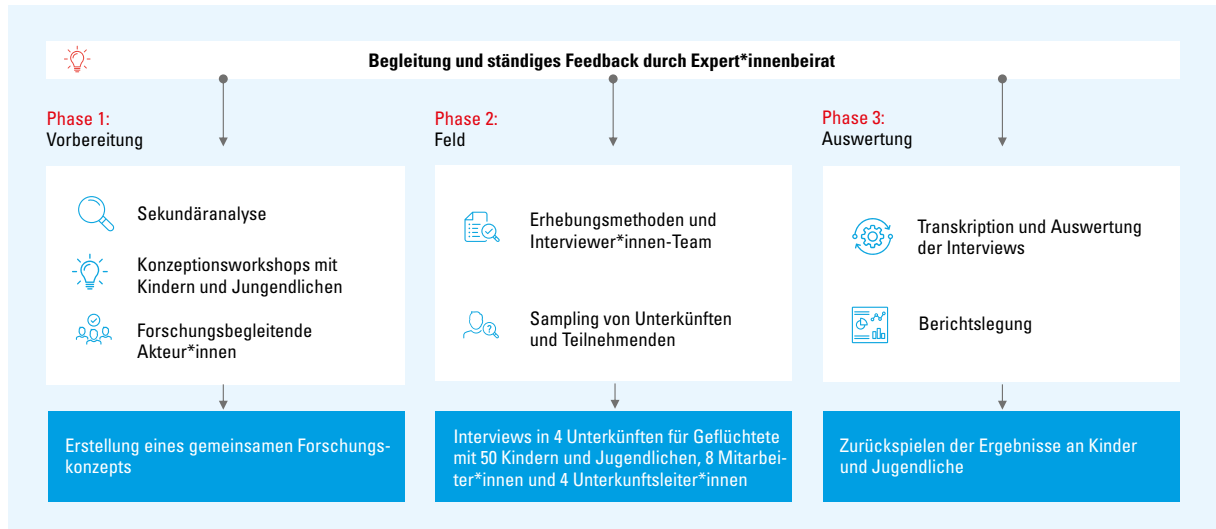 Begleitung und ständiges Feedback durch Expert*innenbeirat
Phase 1:
Vorbereitung
Sekundäranalyse
Konzeptionsworkshops mit
Kindern und Jungendlichen
Forschungsbegleitende
Akteur*innen
Erstellung eines gemeinsamen Forschungs-
konzepts
Phase 2:
Feld
Erhebungsmethoden und
Interviewer*innen-Team
Sampling von Unterkünften
und Teilnehmenden
Interviews in 4 Unterkünften für Geflüchtete
mit 50 Kindern und Jugendlichen, 8 Mitarbei-
ter*innen und 4 Unterkunftsleiter*innen
Phase 3:
Auswertung
Transkription und Auswertung
der Interviews
Berichtslegung
Zurückspielen der Ergebnisse an Kinder
und Jugendliche